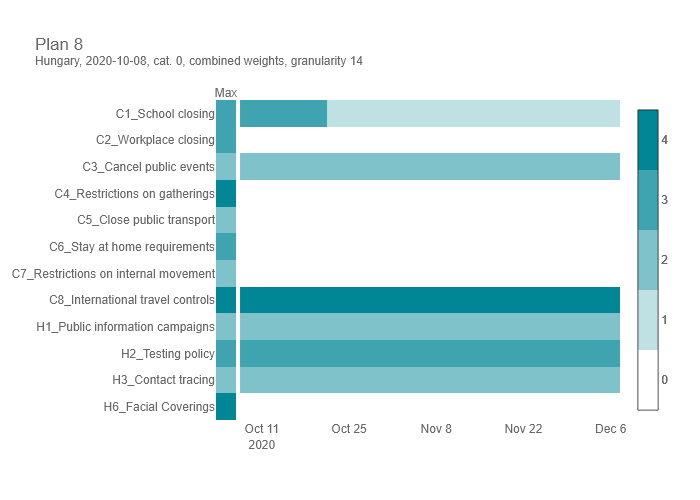 Plan 8
Hungary, 2020-10-08, cat. 0, combined weights, granularity 14
Max
C1_School closing
C2_Workplace closing
C3_Cancel public events
C4_Restrictions on gatherings
C5_Close public transport
C6_Stay at home requirements
C7_Restrictions on internal movement
C8_International travel controls
H1_Public information campaigns
H2_Testing policy
H3_Contact tracing
H6_Facial Coverings
Oct 11 Oct 25 Nov 8 Nov 22 Dec 6
2020
4
3
2
1
0